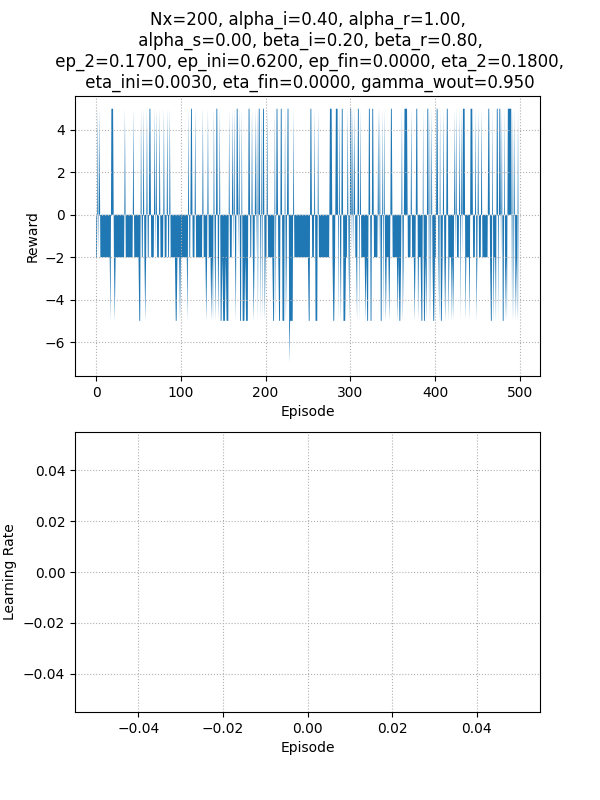 Nx=200, alpha_i=0.40, alpha_r=1.00,
alpha_s=0.00, beta_i=0.20, beta_r=0.80,
ep_2=0.1700, ep_ini=0.6200, ep_fin=0.0000, eta_2=0.1800,
eta_ini=0.0030, eta_fin=0.0000, gamma_wout=0.950
Reward
4
2
0
−2
−4
−6
0 100 200 300 400 500
Episode
Learning Rate
0.04
0.02
0.00
−0.02
−0.04
−0.04 −0.02 0.00 0.02 0.04
Episode